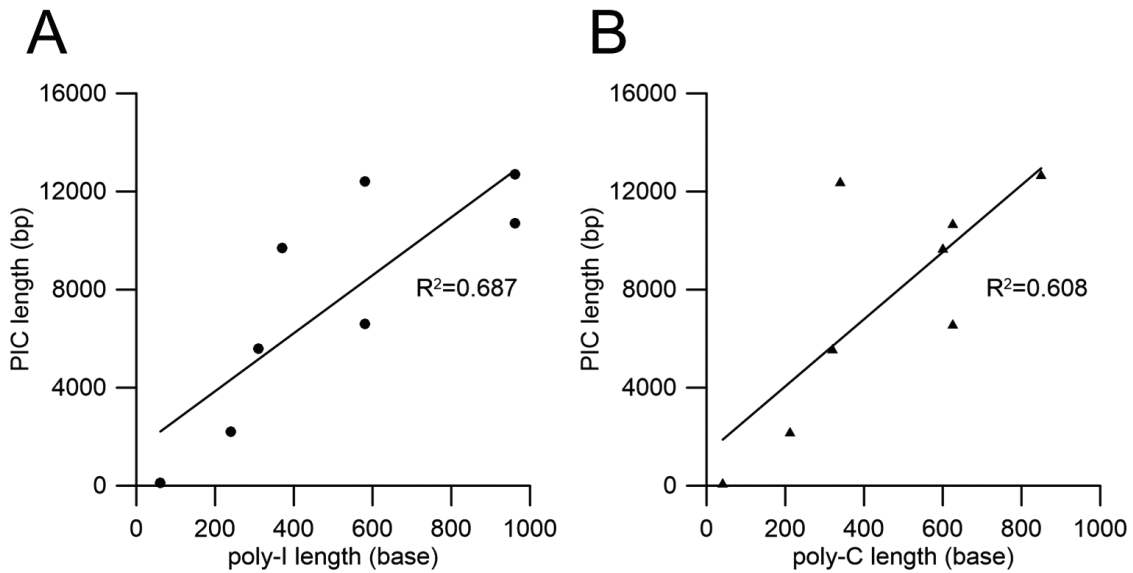 A
16000
12000
8000
4000
0
PIC length (bp)
R²=0.687
0 200 400 600 800 1000
poly-I length (base)
B
16000
12000
8000
4000
0
PIC length (bp)
R²=0.608
0 200 400 600 800 1000
poly-C length (base)